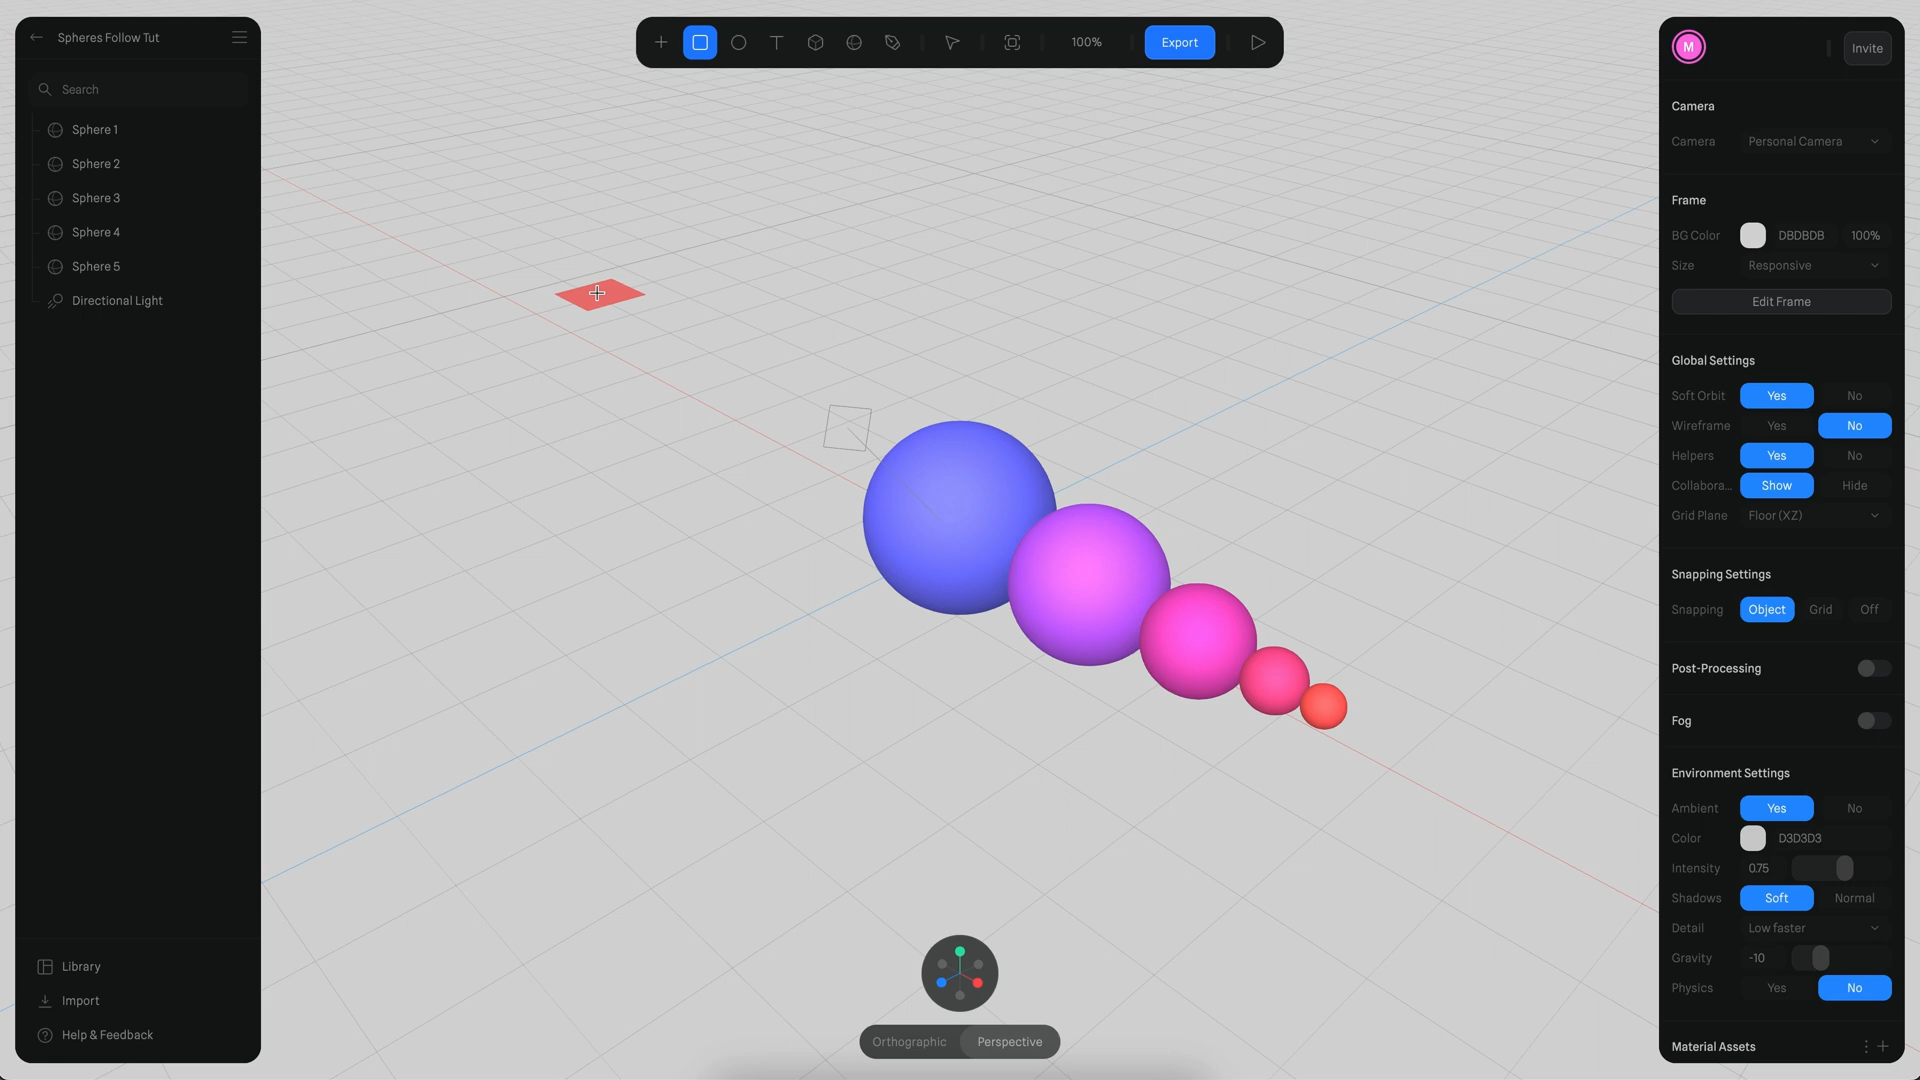 Spheres Follow Tut
Search
Sphere 1
Sphere 2
Sphere 3
Sphere 4
Sphere 5
Directional Light
Library
Import
Help & Feedback
100%
Export
Orthographic
Perspective
M
Invite
Camera
Camera Personal Camera
Frame
BG Color DBDBDB 100%
Size Responsive
Edit Frame
Global Settings
Soft Orbit Yes No
Wireframe Yes No
Helpers Yes No
Collabora... Show Hide
Grid Plane Floor (XZ)
Snapping Settings
Snapping Object Grid Off
Post-Processing
Fog
Environment Settings
Ambient Yes No
Color D3D3D3
Intensity 0.75
Shadows Soft Normal
Detail Low faster
Gravity -10
Physics Yes No
Material Assets